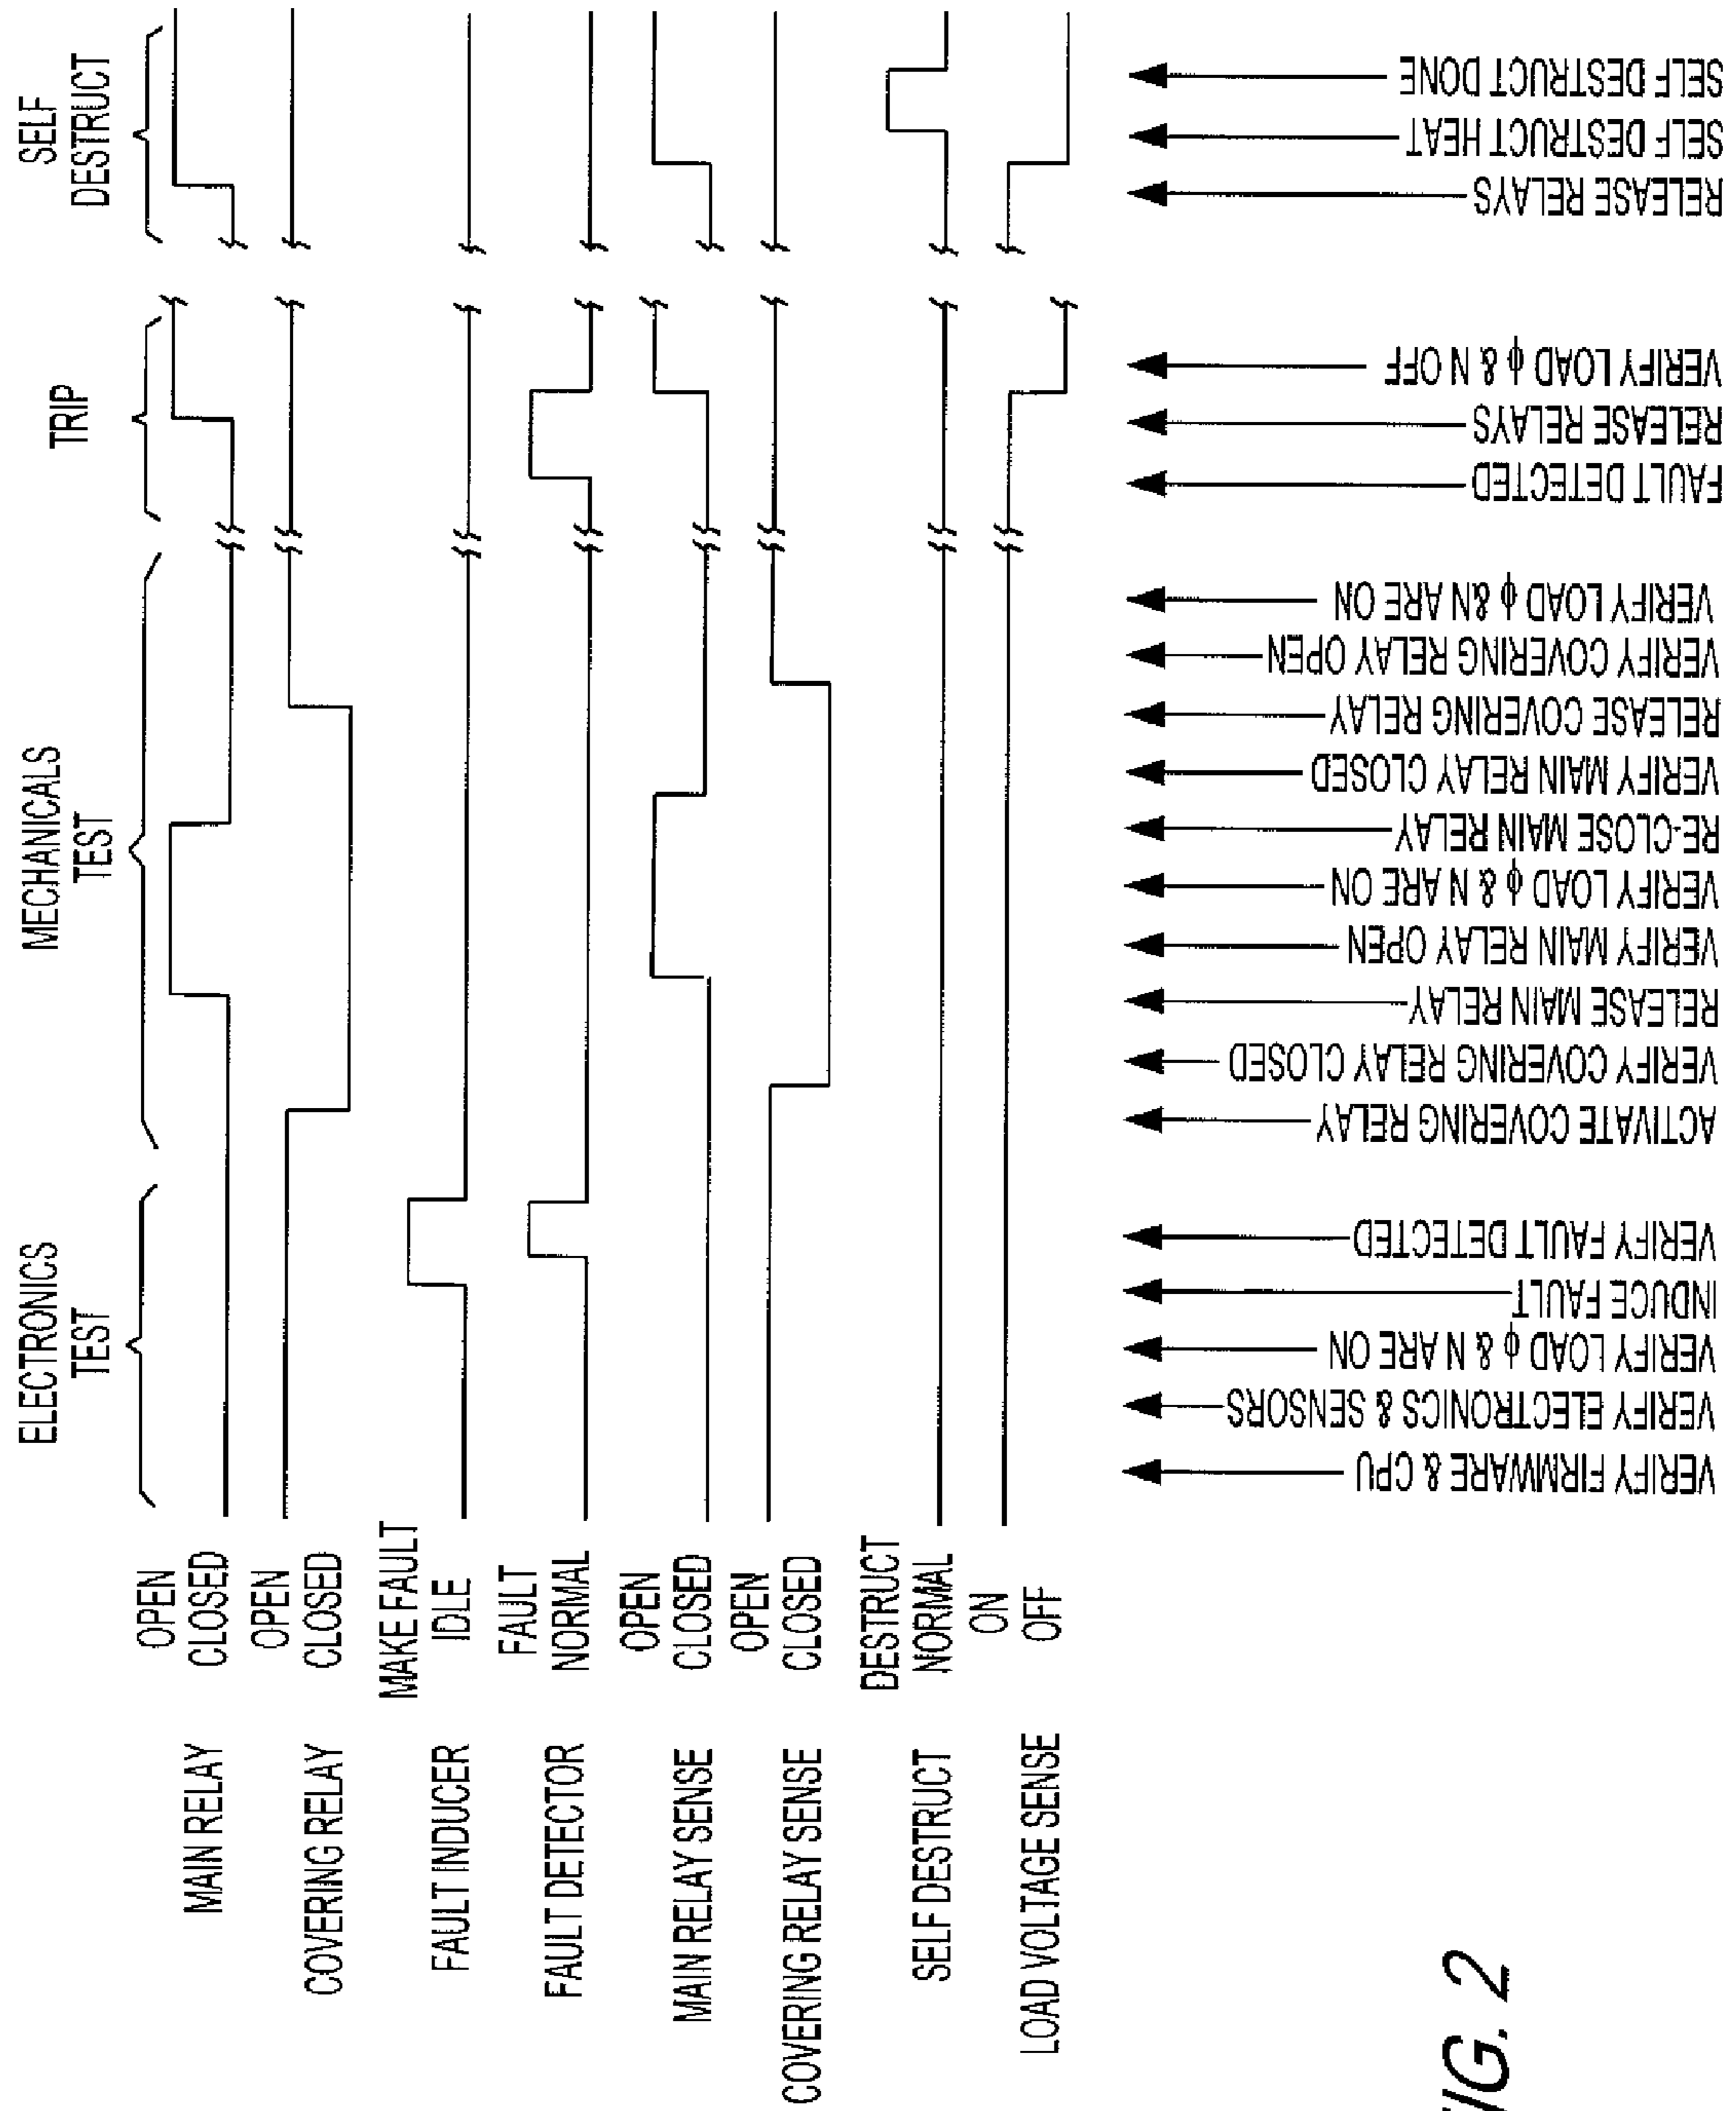 ELECTRONICS
TEST
MECHANICALS
TEST
TRIP
SELF
DESTRUCT
MAIN RELAY
OPEN
CLOSED
COVERING RELAY
OPEN
CLOSED
FAULT INDUCER
MAKE FAULT
IDLE
FAULT DETECTOR
FAULT
NORMAL
MAIN RELAY SENSE
OPEN
CLOSED
COVERING RELAY SENSE
OPEN
CLOSED
SELF DESTRUCT
DESTRUCT
NORMAL
LOAD VOLTAGE SENSE
ON
OFF
VERIFY FIRMWARE & CPU
VERIFY ELECTRONICS & SENSORS
VERIFY LOAD ϕ & N ARE ON
INDUCE FAULT
VERIFY FAULT DETECTED
ACTIVATE COVERING RELAY
VERIFY COVERING RELAY CLOSED
RELEASE MAIN RELAY
VERIFY MAIN RELAY OPEN
VERIFY LOAD ϕ & N ARE ON
RE-CLOSE MAIN RELAY
VERIFY MAIN RELAY CLOSED
RELEASE COVERING RELAY
VERIFY COVERING RELAY OPEN
VERIFY LOAD ϕ & N ARE ON
FAULT DETECTED
RELEASE RELAYS
VERIFY LOAD ϕ & N OFF
RELEASE RELAYS
SELF DESTRUCT HEAT
SELF DESTRUCT DONE
FIG. 2